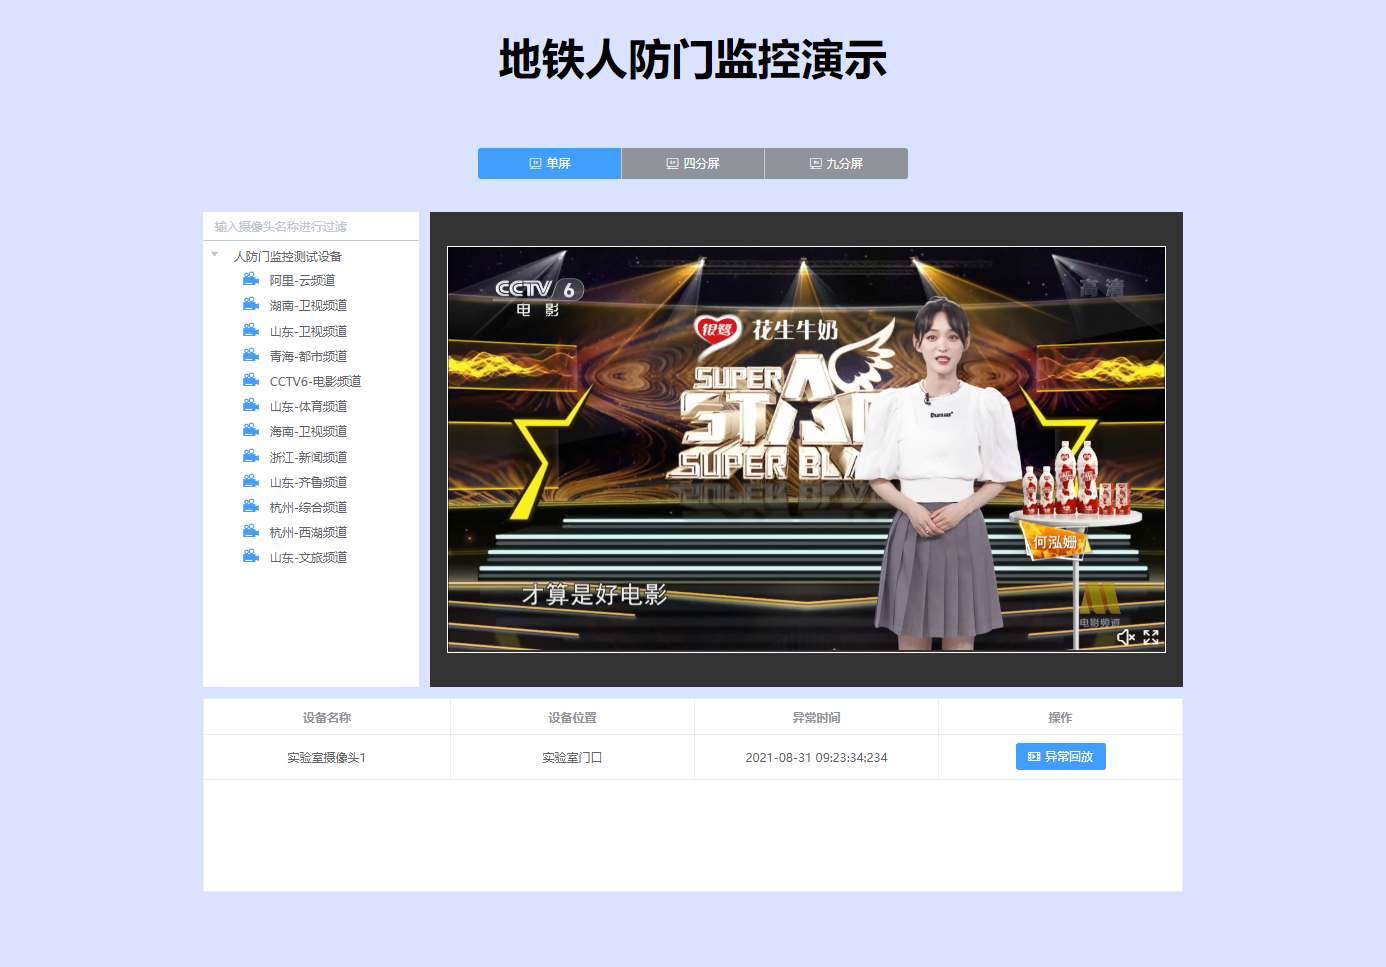 地铁人防门监控演示
单屏
四分屏
九分屏
输入摄像头名称进行过滤
人防门监控测试设备
阿里-云频道
湖南-卫视频道
山东-卫视频道
青海-都市频道
CCTV6-电影频道
山东-体育频道
海南-卫视频道
浙江-新闻频道
山东-齐鲁频道
杭州-综合频道
杭州-西湖频道
山东-文旅频道
CCTV 6
电 影
高清
银鹭 花生牛奶
SUPER
STA
SUPER BLA
何泓姗
才算是好电影
电影频道
设备名称 设备位置 异常时间 操作
实验室摄像头1 实验室门口 2021-08-31 09:23:34:234 异常回放